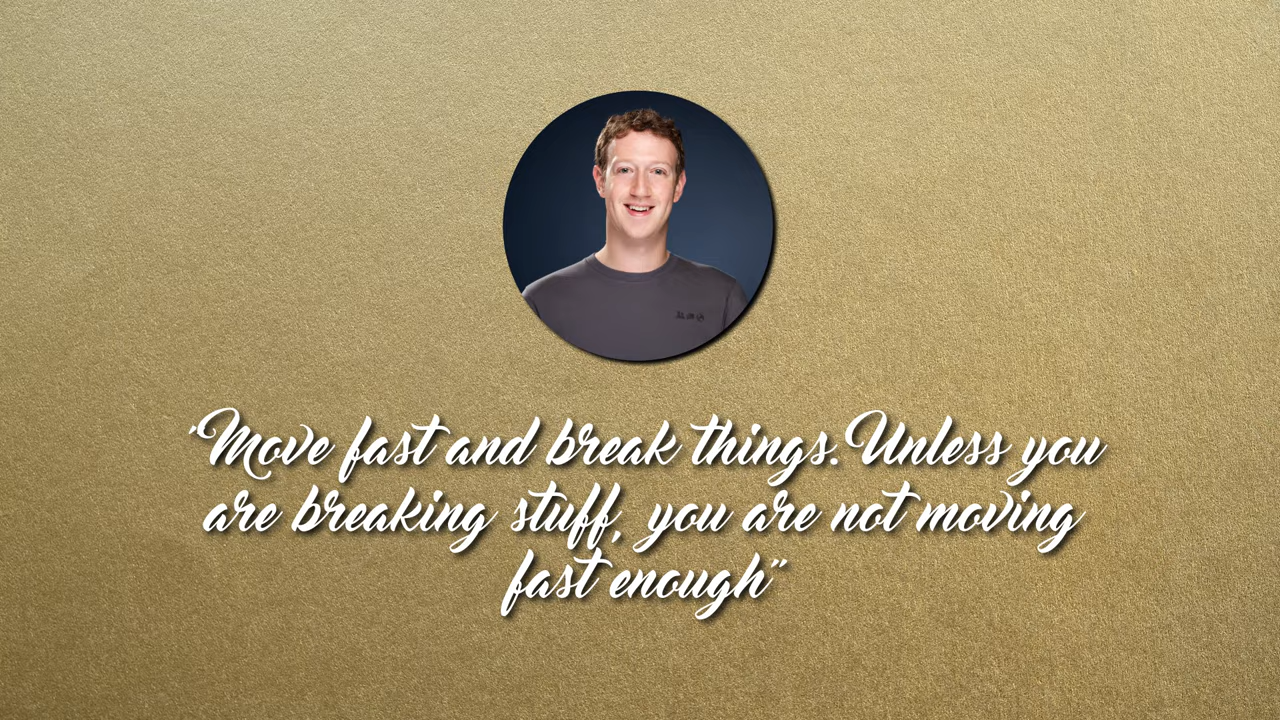 "Move fast and break things. Unless you
are breaking stuff, you are not moving
fast enough"